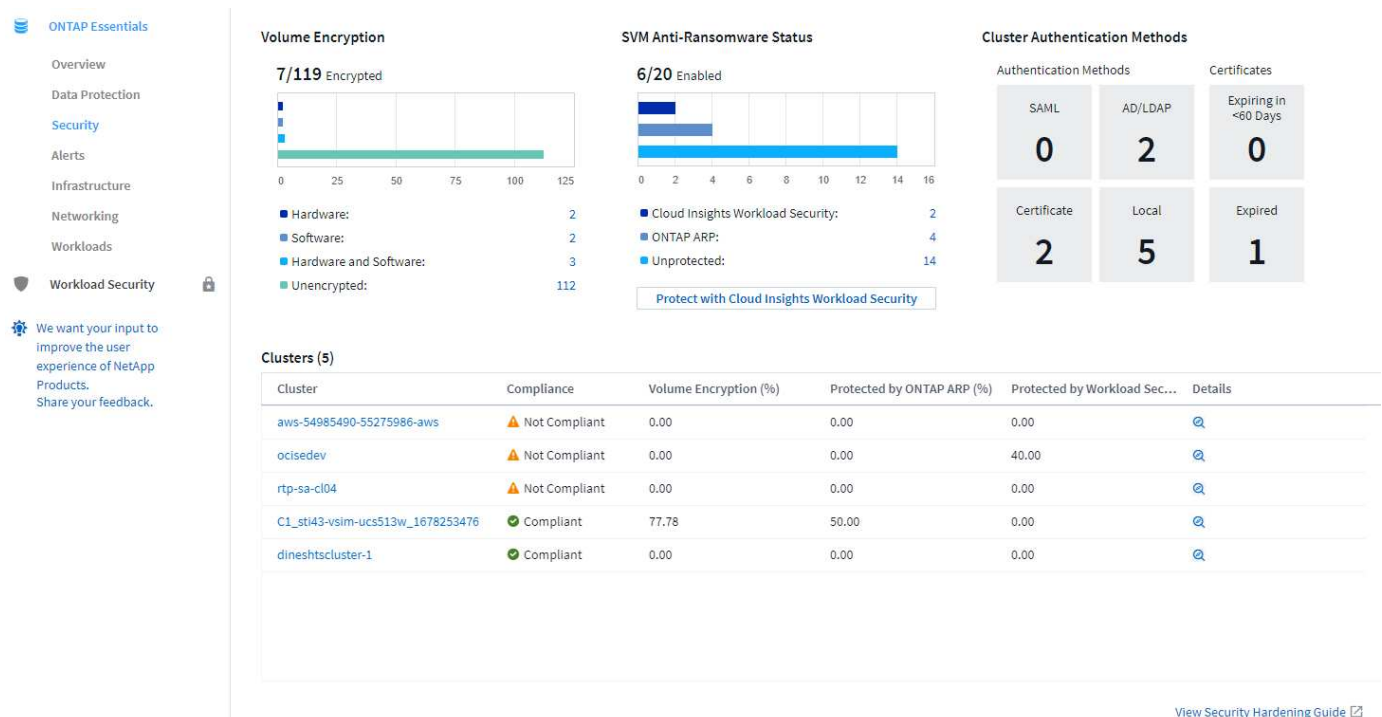 ONTAP Essentials
Overview
Data Protection
Security
Alerts
Infrastructure
Networking
Workloads
Workload Security
We want your input to
improve the user
experience of NetApp
Products.
Share your feedback.
Volume Encryption
7/119 Encrypted
0 25 50 75 100 125
Hardware: 2
Software: 2
Hardware and Software: 3
Unencrypted: 112
SVM Anti-Ransomware Status
6/20 Enabled
0 2 4 6 8 10 12 14 16
Cloud Insights Workload Security: 2
ONTAP ARP: 4
Unprotected: 14
Protect with Cloud Insights Workload Security
Cluster Authentication Methods
Authentication Methods Certificates
SAML AD/LDAP Expiring in
<60 Days
0 2 0
Certificate Local Expired
2 5 1
Clusters (5)
Cluster Compliance Volume Encryption (%) Protected by ONTAP ARP (%) Protected by Workload Sec... Details
aws-54985490-55275986-aws Not Compliant 0.00 0.00 0.00
ocisedev Not Compliant 0.00 0.00 40.00
rtp-sa-cl04 Not Compliant 0.00 0.00 0.00
C1_sti43-vsim-ucs513w_1678253476 Compliant 77.78 50.00 0.00
dineshtscluster-1 Compliant 0.00 0.00 0.00
View Security Hardening Guide